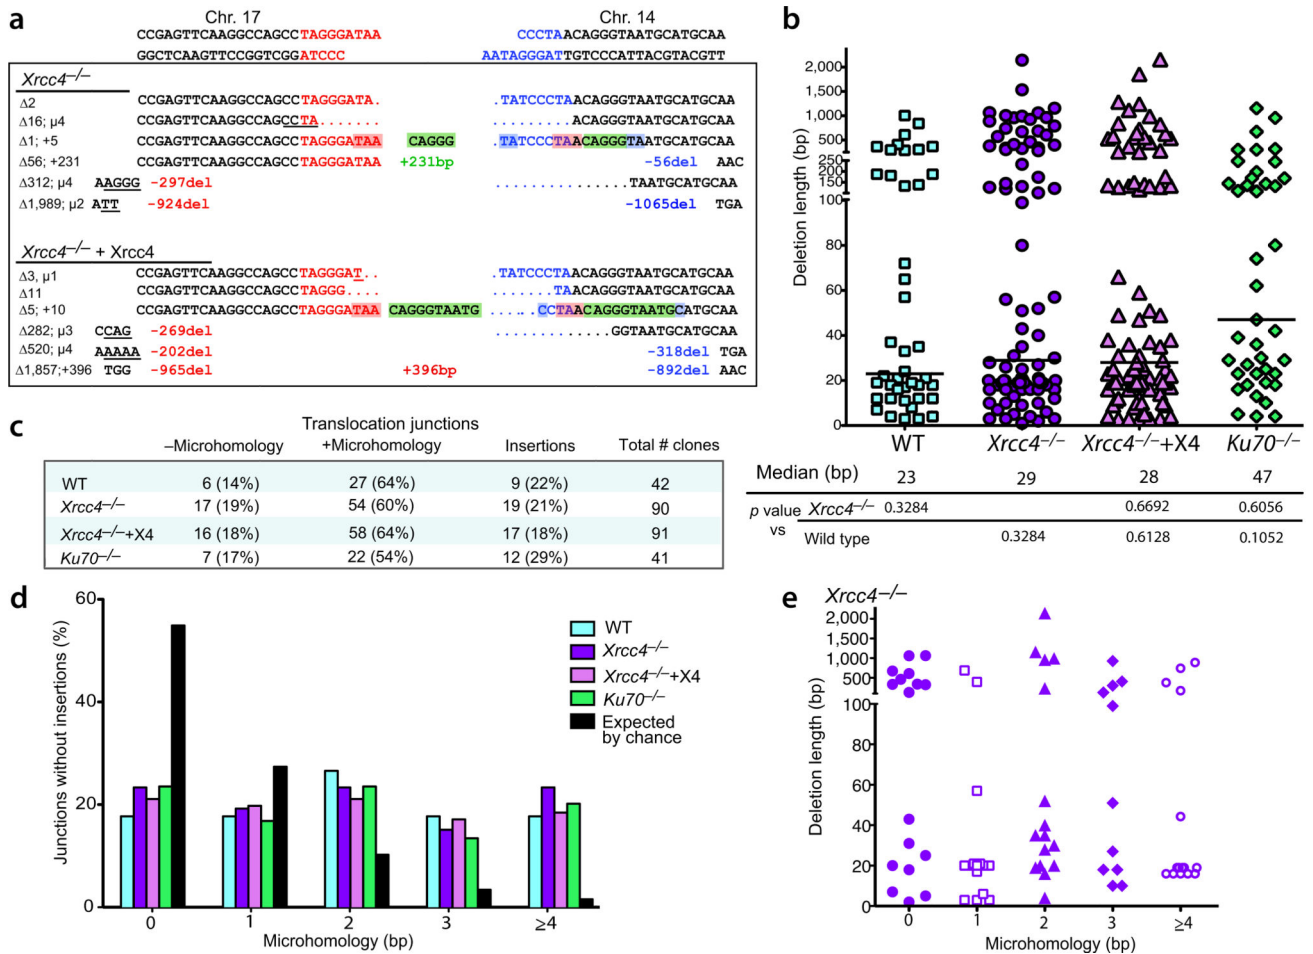 a
Chr. 17 Chr. 14
CCGAGTTCAAGGCCAGCCTAGGGATAA CCCTAACAGGGTAATGCATGCAA
GGCTCAAGTTCCGGTCGGATCCC AATAGGGATTGTCCCATTACGTACGTT
Xrcc4–/–
Δ2 CCGAGTTCAAGGCCAGCCTAGGGATA. .TATCCCTAACAGGGTAATGCATGCAA
Δ16; μ4 CCGAGTTCAAGGCCAGCCTA....... .........ACAGGGTAATGCATGCAA
Δ1; +5 CCGAGTTCAAGGCCAGCCTAGGGATAA CAGGG .TATCCCTAACAGGGTAATGCATGCAA
Δ56; +231 CCGAGTTCAAGGCCAGCCTAGGGATAA +231bp -56del AAC
Δ312; μ4 AAGGG -297del ...............TAATGCATGCAA
Δ1,989; μ2 ATT -924del -1065del TGA
Xrcc4–/– + Xrcc4
Δ3, μ1 CCGAGTTCAAGGCCAGCCTAGGGAT.. .TATCCCTAACAGGGTAATGCATGCAA
Δ11 CCGAGTTCAAGGCCAGCCTAGGG.... .......TAACAGGGTAATGCATGCAA
Δ5; +10 CCGAGTTCAAGGCCAGCCTAGGGATAA CAGGGTAATG .....CCTAACAGGGTAATGCATGCAA
Δ282; μ3 CCAG -269del .............GGTAATGCATGCAA
Δ520; μ4 AAAAA -202del -318del TGA
Δ1,857;+396 TGG -965del +396bp -892del AAC
b
Deletion length (bp)
2,000
1,500
1,000
500
250
200
150
100
80
60
40
20
0
WT Xrcc4–/– Xrcc4–/–+X4 Ku70–/–
Median (bp) 23 29 28 47
p value vs
Xrcc4–/– 0.3284 0.6692 0.6056
Wild type 0.3284 0.6128 0.1052
c
Translocation junctions
–Microhomology +Microhomology Insertions Total # clones
WT 6 (14%) 27 (64%) 9 (22%) 42
Xrcc4–/– 17 (19%) 54 (60%) 19 (21%) 90
Xrcc4–/–+X4 16 (18%) 58 (64%) 17 (18%) 91
Ku70–/– 7 (17%) 22 (54%) 12 (29%) 41
d
Junctions without insertions (%)
60
40
20
0
WT
Xrcc4–/–
Xrcc4–/–+X4
Ku70–/–
Expected
by chance
0 1 2 3 ≥4
Microhomology (bp)
e
Xrcc4–/–
Deletion length (bp)
2,000
1,500
1,000
500
100
80
60
40
20
0
0 1 2 3 ≥4
Microhomology (bp)